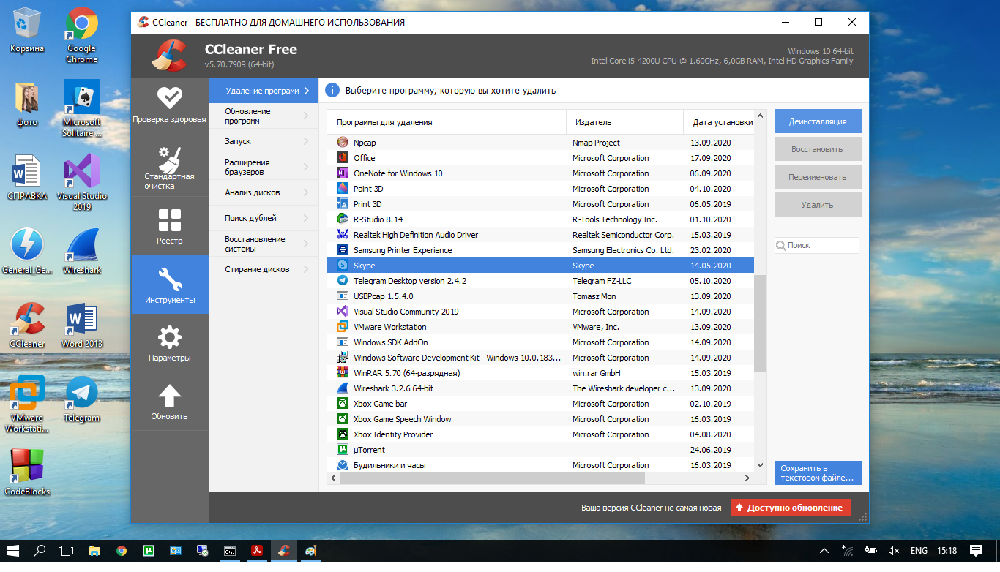 Корзина
Google
Chrome
фото
Microsoft
Solitaire ...
СПРАВКА
Visual Studio
2019
General_Ge...
Wireshark
CCleaner
Word 2013
VMware
Workstati...
Telegram
CodeBlocks
CCleaner - БЕСПЛАТНО ДЛЯ ДОМАШНЕГО ИСПОЛЬЗОВАНИЯ
CCleaner Free
v5.70.7909 (64-bit)
Windows 10 64-bit
Intel Core i5-4200U CPU @ 1.60GHz, 6,0GB RAM, Intel HD Graphics Family
Проверка здоровья
Стандартная
очистка
Реестр
Инструменты
Параметры
Обновить
Удаление программ
Обновление
программ
Запуск
Расширения
браузеров
Анализ дисков
Поиск дублей
Восстановление
системы
Стирание дисков
Выберите программу, которую вы хотите удалить
Программы для удаления Издатель Дата установки
Npcap Nmap Project 13.09.2020
Office Microsoft Corporation 17.09.2020
OneNote for Windows 10 Microsoft Corporation 06.09.2020
Paint 3D Microsoft Corporation 04.10.2020
Print 3D Microsoft Corporation 06.05.2019
R-Studio 8.14 R-Tools Technology Inc. 01.10.2020
Realtek High Definition Audio Driver Realtek Semiconductor Corp. 15.03.2019
Samsung Printer Experience Samsung Electronics Co. Ltd. 23.02.2020
Skype Skype 14.05.2020
Telegram Desktop version 2.4.2 Telegram FZ-LLC 05.10.2020
USBPcap 1.5.4.0 Tomasz Mon 13.09.2020
Visual Studio Community 2019 Microsoft Corporation 14.09.2020
VMware Workstation VMware, Inc. 13.09.2020
Windows SDK AddOn Microsoft Corporation 14.09.2020
Windows Software Development Kit - Windows 10.0.183... Microsoft Corporation 14.09.2020
WinRAR 5.70 (64-разрядная) win.rar GmbH 15.03.2019
Wireshark 3.2.6 64-bit The Wireshark developer c... 13.09.2020
Xbox Game bar Microsoft Corporation 02.10.2019
Xbox Game Speech Window Microsoft Corporation 16.03.2019
Xbox Identity Provider Microsoft Corporation 04.08.2020
µTorrent 24.06.2019
Будильники и часы Microsoft Corporation 16.03.2019
Деинсталляция
Восстановить
Переименовать
Удалить
Поиск
Сохранить в
текстовом файле...
Ваша версия CCleaner не самая новая
Доступно обновление
ENG 15:18